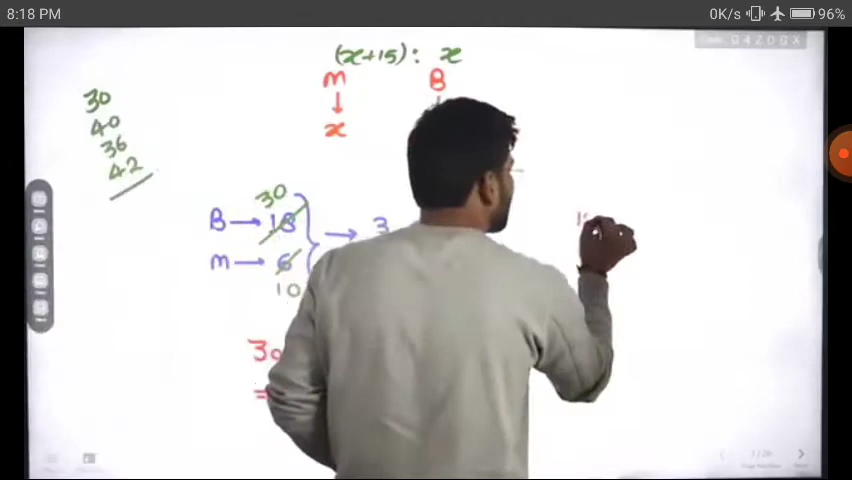 8:18 PM 0K/s 96%
(x+15) : x
M B
↓ ↓
x
30
40
36
42
30
B → 18 → 3
M → 6
10
30
=